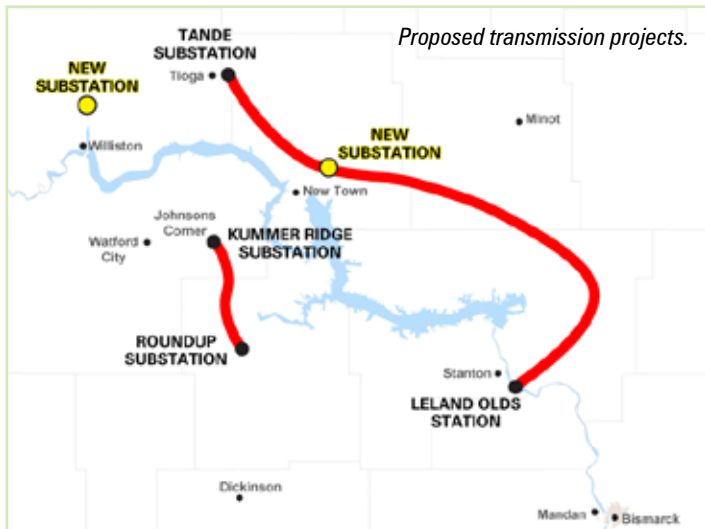 Proposed transmission projects.
TANDE
SUBSTATION
Tioga
NEW
SUBSTATION
Williston
NEW
SUBSTATION
Minot
New Town
Johnsons
Corner
Watford
City
KUMMER RIDGE
SUBSTATION
ROUNDUP
SUBSTATION
Stanton
LELAND OLDS
STATION
Dickinson
Mandan
Bismarck